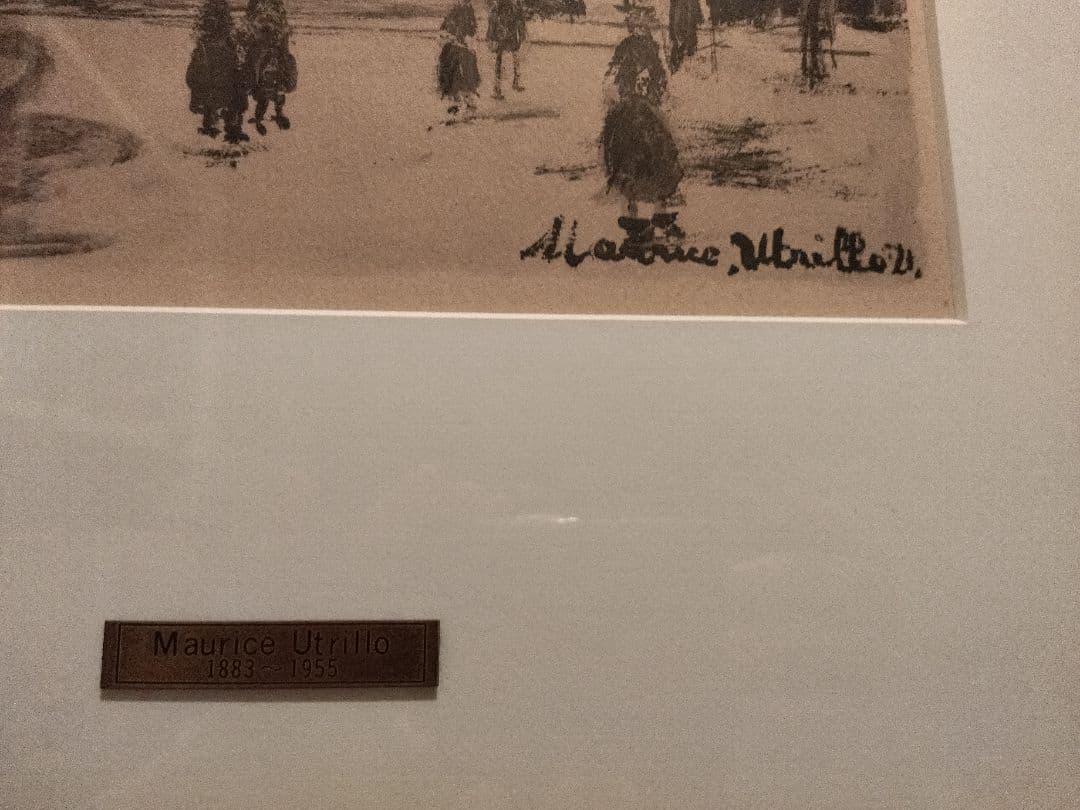 Maurice, Utrillo, V.
Maurice Utrillo
1883～1955